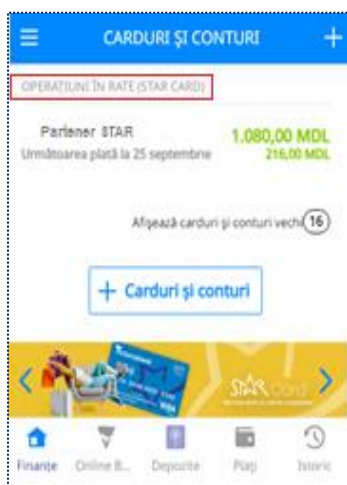 CARDURI ȘI CONTURI
OPERAȚIUNI ÎN RATE (STAR CARD)
Partener STAR
1.080,00 MDL
Următoarea plată la 25 septembrie
216,00 MDL
Afișează carduri și conturi vechi 16
+ Carduri și conturi
STAR Card
VISA
Finanțe
Online B...
Depozite
Plăți
Istoric